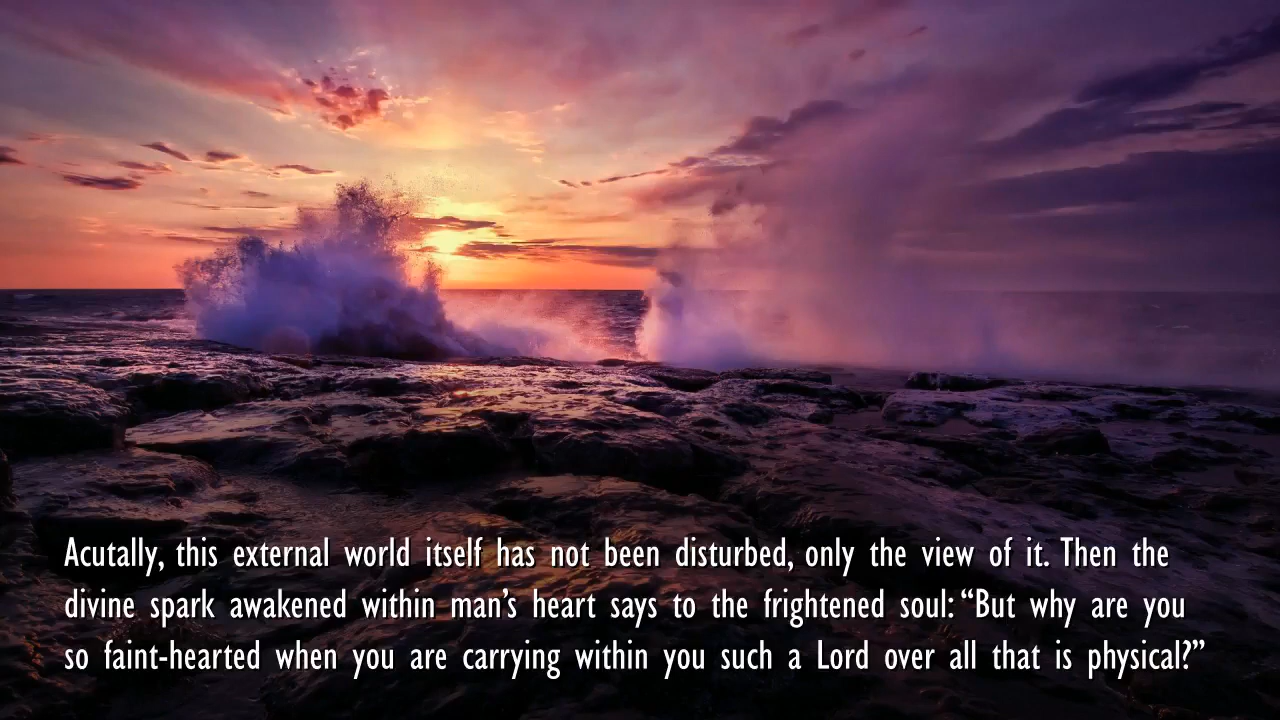 Acutally, this external world itself has not been disturbed, only the view of it. Then the
divine spark awakened within man’s heart says to the frightened soul: “But why are you
so faint-hearted when you are carrying within you such a Lord over all that is physical?”